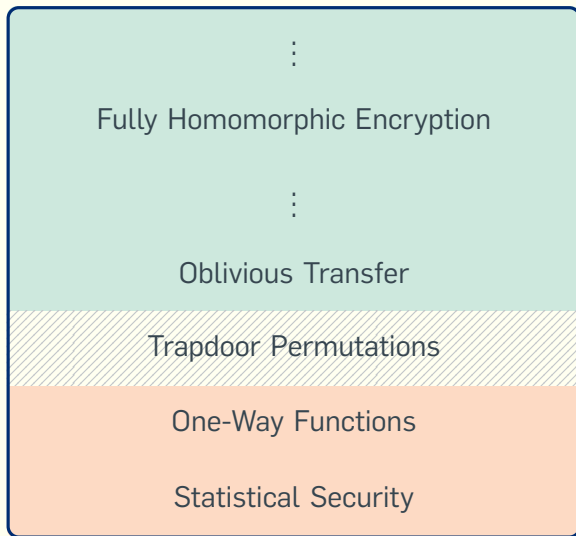 ⋮
Fully Homomorphic Encryption
⋮
Oblivious Transfer
Trapdoor Permutations
One-Way Functions
Statistical Security